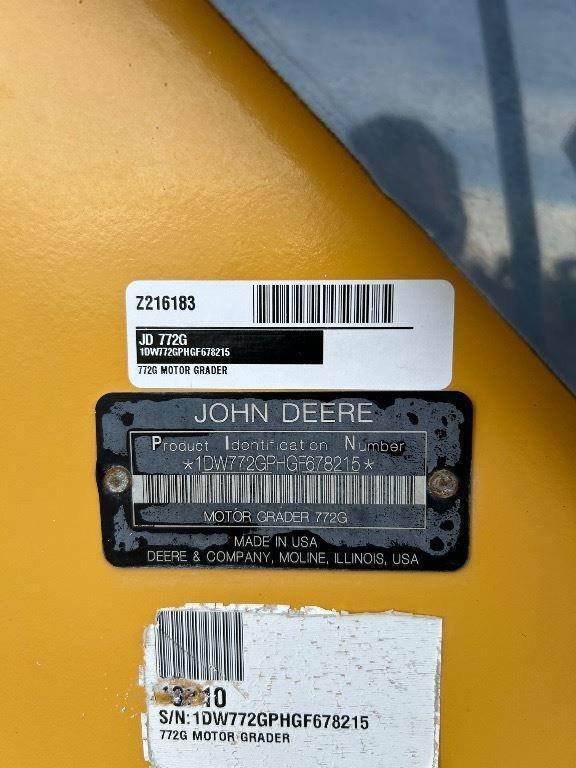 Z216183
JD 772G
1DW772GPHGF678215
772G MOTOR GRADER
JOHN DEERE
Product Identification Number
*1DW772GPHGF678215*
MOTOR GRADER 772G
MADE IN USA
DEERE & COMPANY, MOLINE, ILLINOIS, USA
S/N:1DW772GPHGF678215
772G MOTOR GRADER